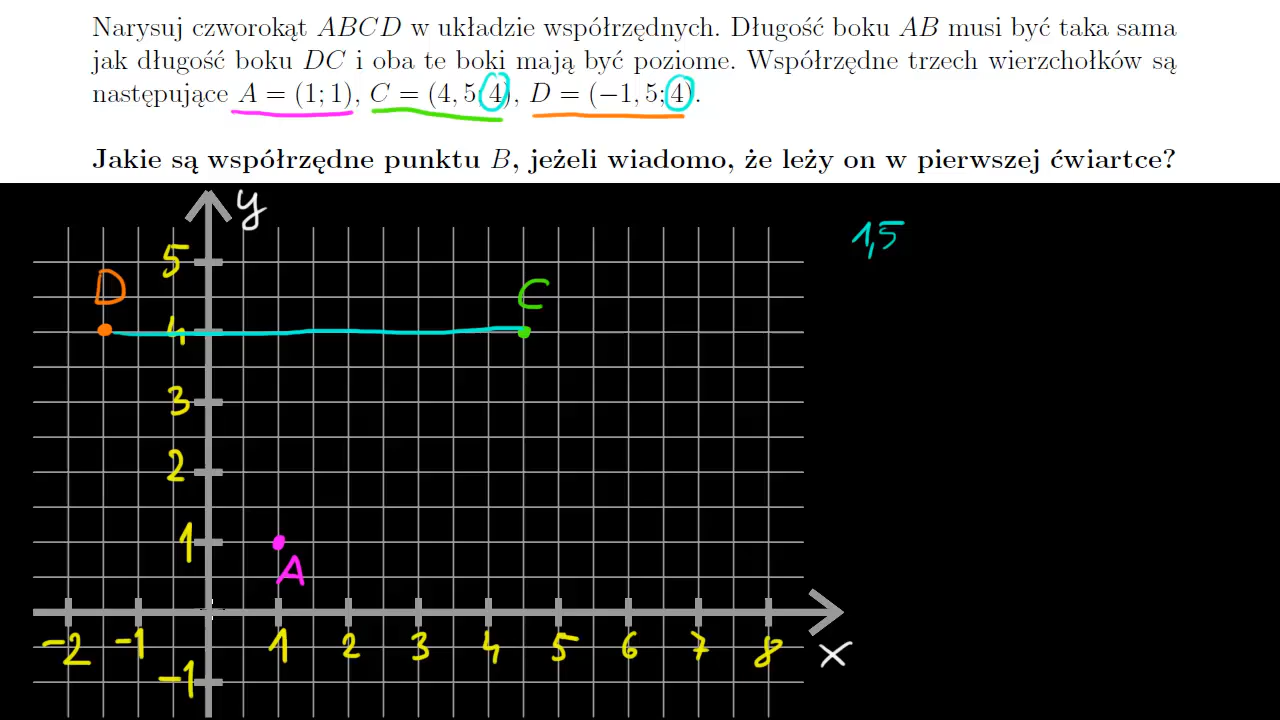 Narysuj czworokąt ABCD w układzie współrzędnych. Długość boku AB musi być taka sama
jak długość boku DC i oba te boki mają być poziome. Współrzędne trzech wierzchołków są
następujące A = (1; 1), C = (4, 5; 4), D = (−1, 5; 4).
Jakie są współrzędne punktu B, jeżeli wiadomo, że leży on w pierwszej ćwiartce?
y
1,5
5
D
C
4
3
2
1
A
-2 -1 1 2 3 4 5 6 7 8 x
-1